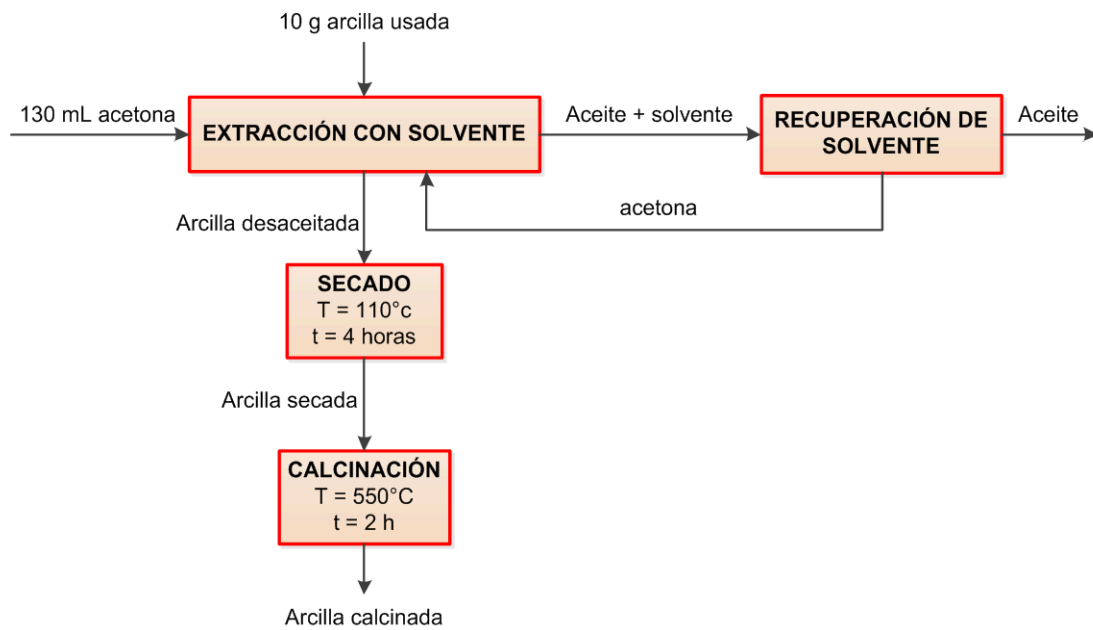 10 g arcilla usada
130 mL acetona
EXTRACCIÓN CON SOLVENTE
Aceite + solvente
RECUPERACIÓN DE
SOLVENTE
Aceite
acetona
Arcilla desaceitada
SECADO
T = 110°c
t = 4 horas
Arcilla secada
CALCINACIÓN
T = 550°C
t = 2 h
Arcilla calcinada